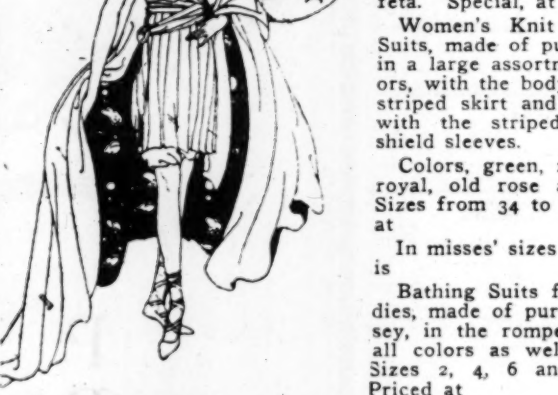 reta. Special, at
Women's Knit
Suits, made of pu
in a large assortm
ors, with the bod
striped skirt and
with the striped
shield sleeves.
Colors, green,
royal, old rose
Sizes from 34 to
at
In misses' sizes
is
Bathing Suits f
dies, made of pur
sey, in the rompe
all colors as wel
Sizes 2, 4, 6 an
Priced at